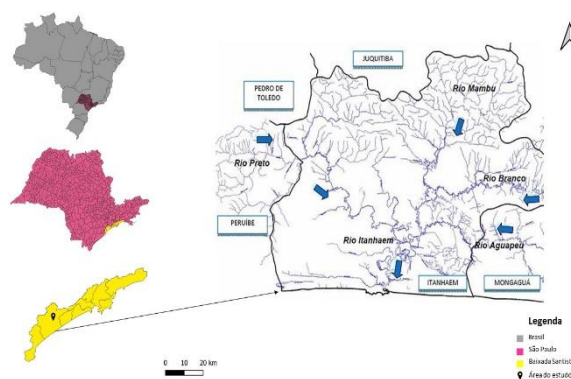 JUQUITIBA
Rio Mambu
PEDRO DE
TOLEDO
Rio Preto
Rio Branco
PERUÍBE
Rio Itanhaem
Rio Aguapeu
ITANHAEM
MONGAGUÁ
Legenda
Brasil
São Paulo
Baixada Santist
Área do estudo
0 10 20 km